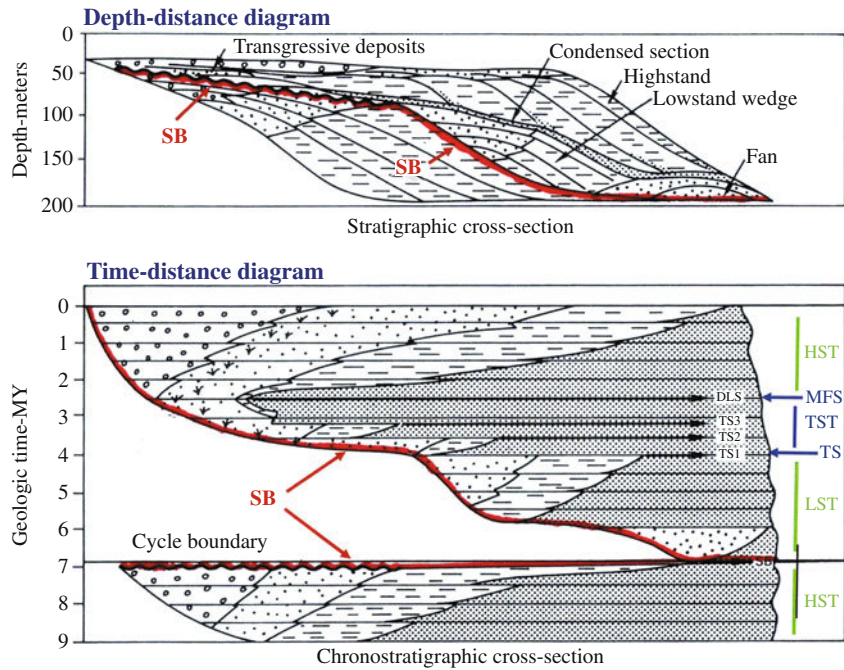 Depth-distance diagram
0
Transgressive deposits
Condensed section
50
Highstand
100
Lowstand wedge
SB
SB
150
Fan
200
Depth-meters
Stratigraphic cross-section
Time-distance diagram
0
1
HST
2
DLS
MFS
3
TS3
TST
TS2
4
TS1
TS
SB
5
LST
6
Cycle boundary
7
SB
8
HST
9
Geologic time-MY
Chronostratigraphic cross-section